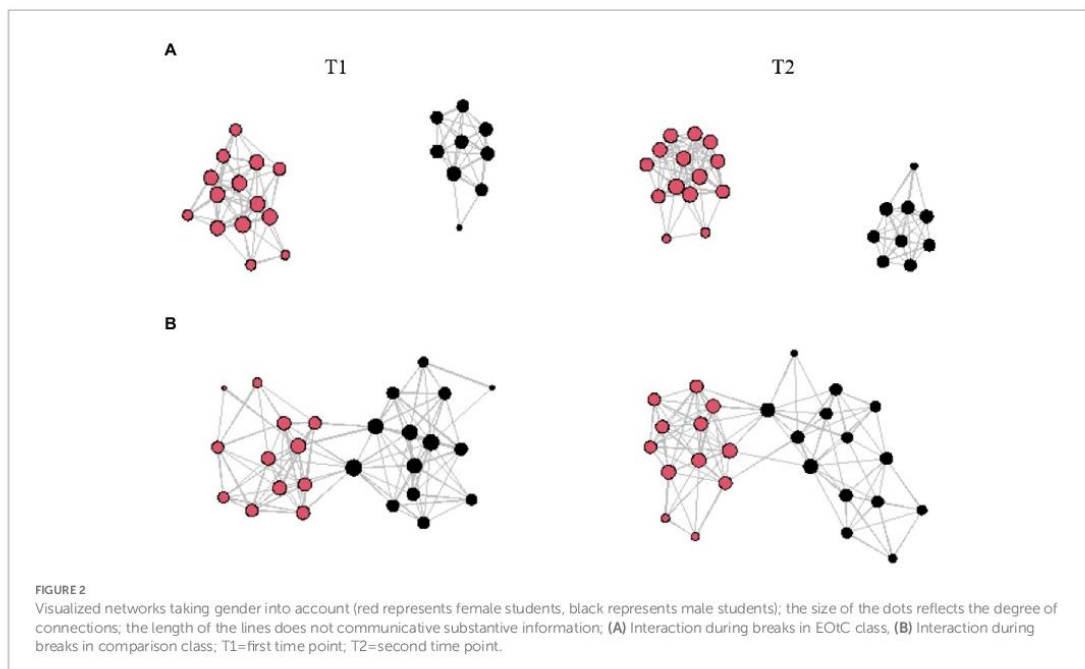 A
T1
T2
B
FIGURE 2
Visualized networks taking gender into account (red represents female students, black represents male students); the size of the dots reflects the degree of
connections; the length of the lines does not communicative substantive information; (A) Interaction during breaks in EOtC class, (B) Interaction during
breaks in comparison class; T1=first time point; T2=second time point.